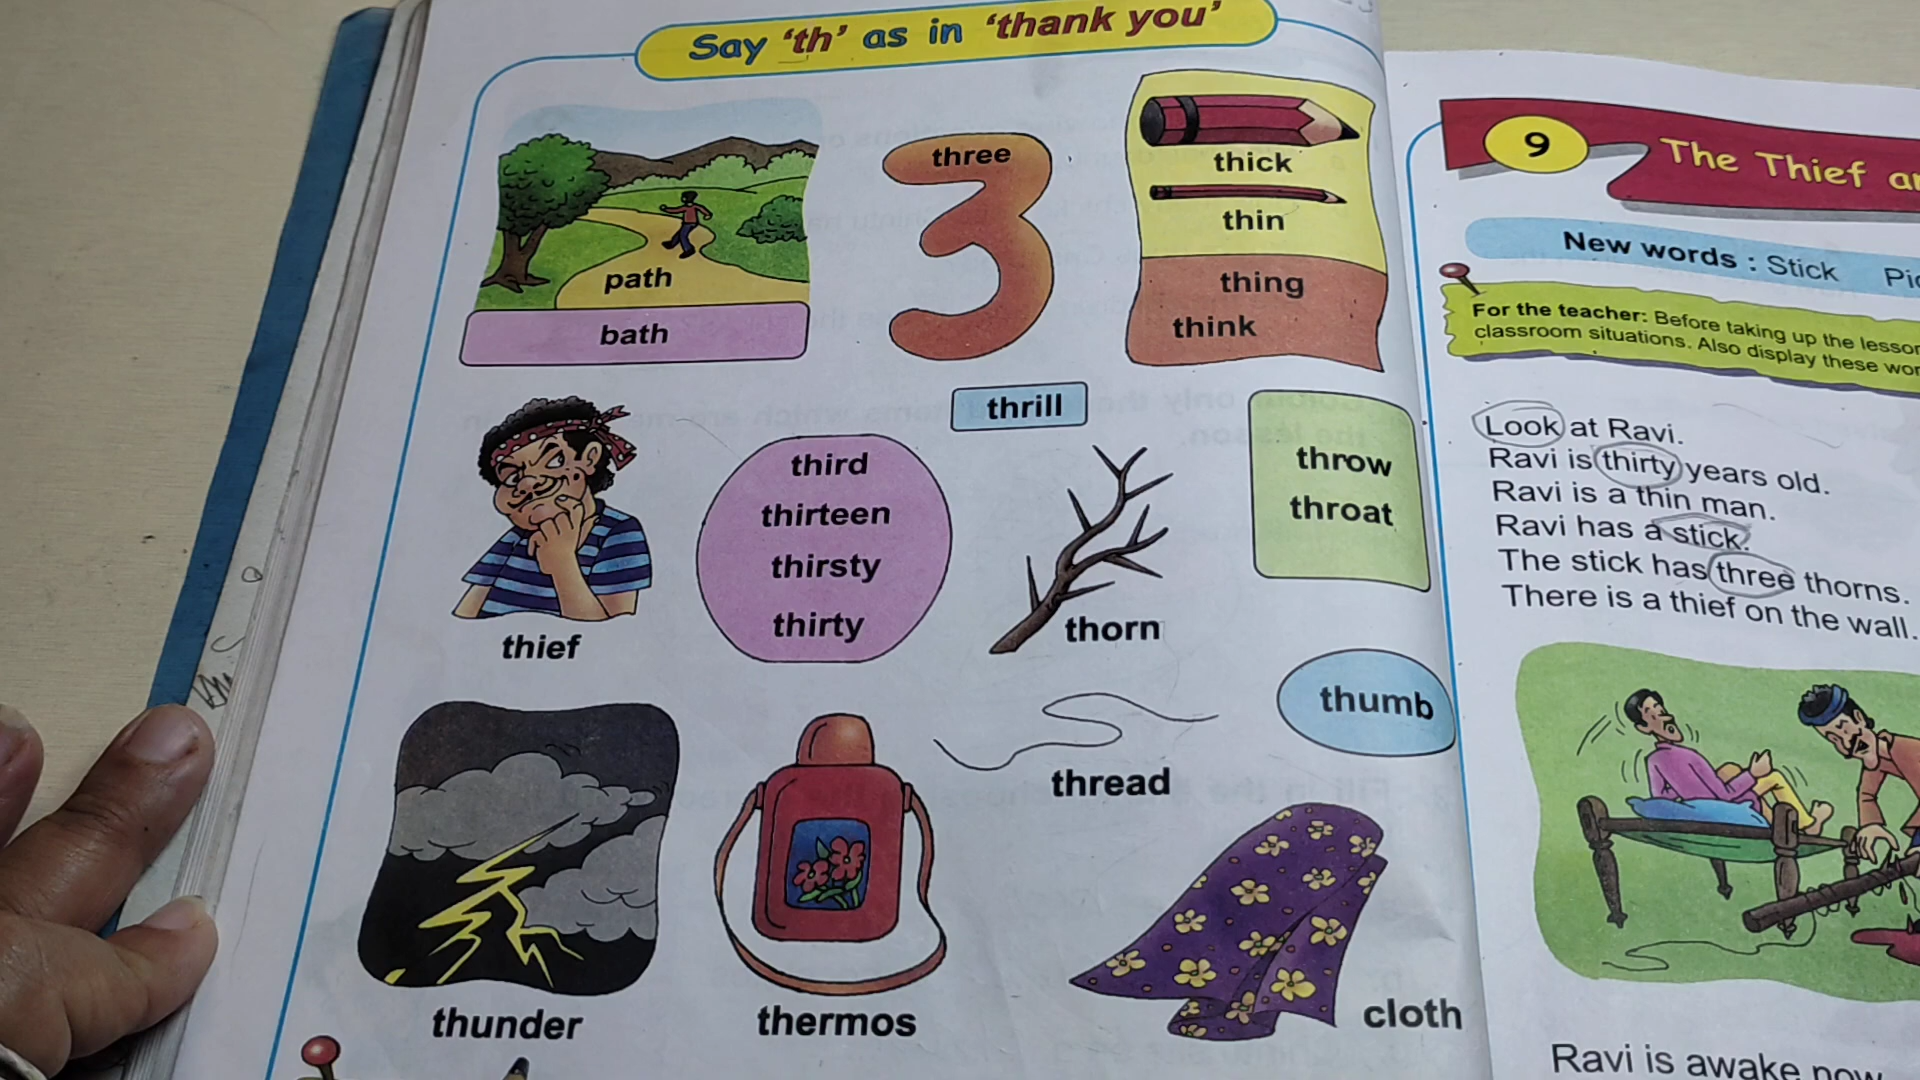 Say 'th' as in 'thank you'
path
bath
three
thick
thin
thing
think
thief
third
thirteen
thirsty
thirty
thrill
thorn
throw
throat
thumb
thunder
thermos
thread
cloth
9
The Thief
New words : Stick
For the teacher: Before taking up the lesson
classroom situations. Also display these
Look at Ravi.
Ravi is thirty years old.
Ravi is a thin man.
Ravi has a stick.
The stick has three thorns.
There is a thief on the wall.
Ravi is awake now